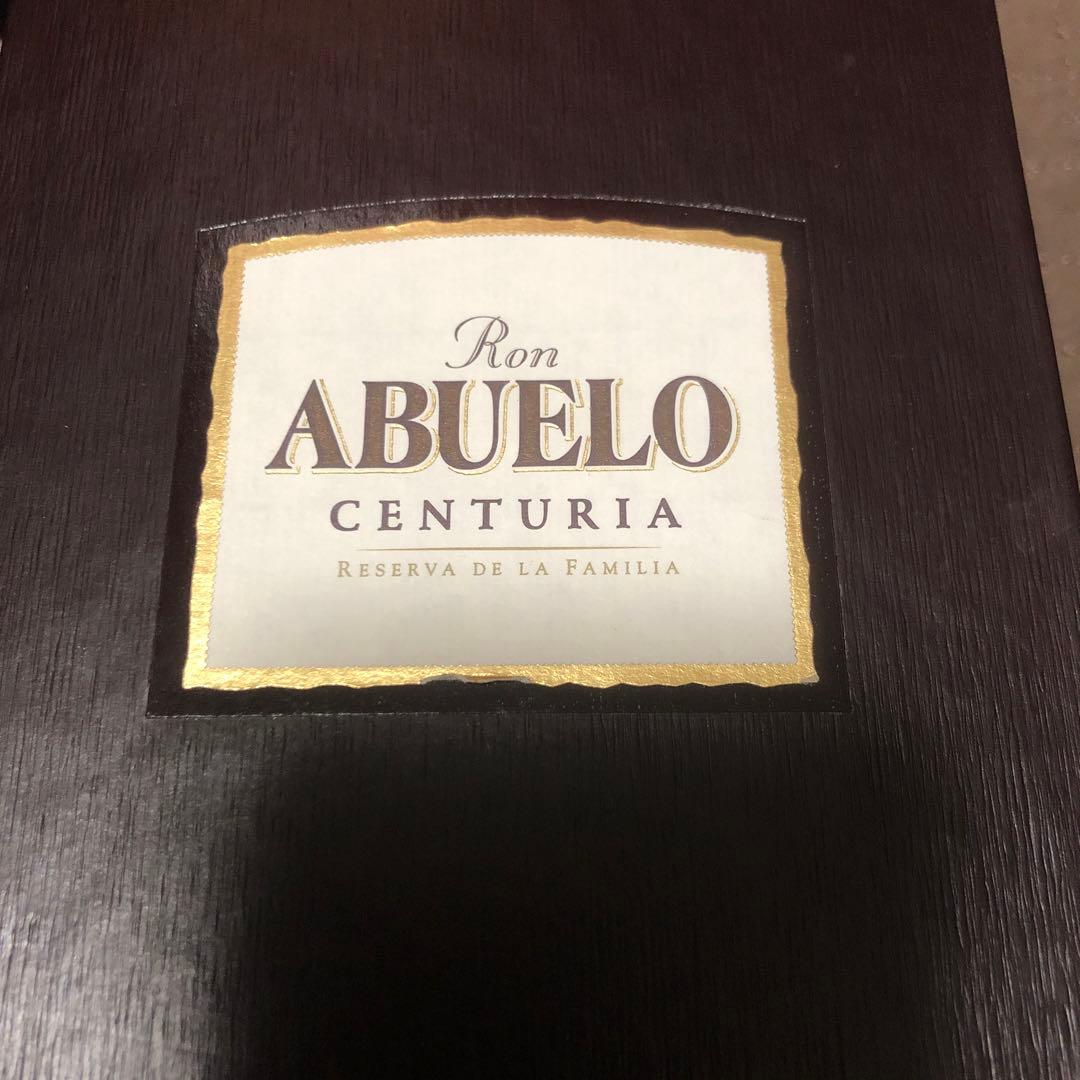 Ron
ABUELO
CENTURIA
RESERVA DE LA FAMILIA